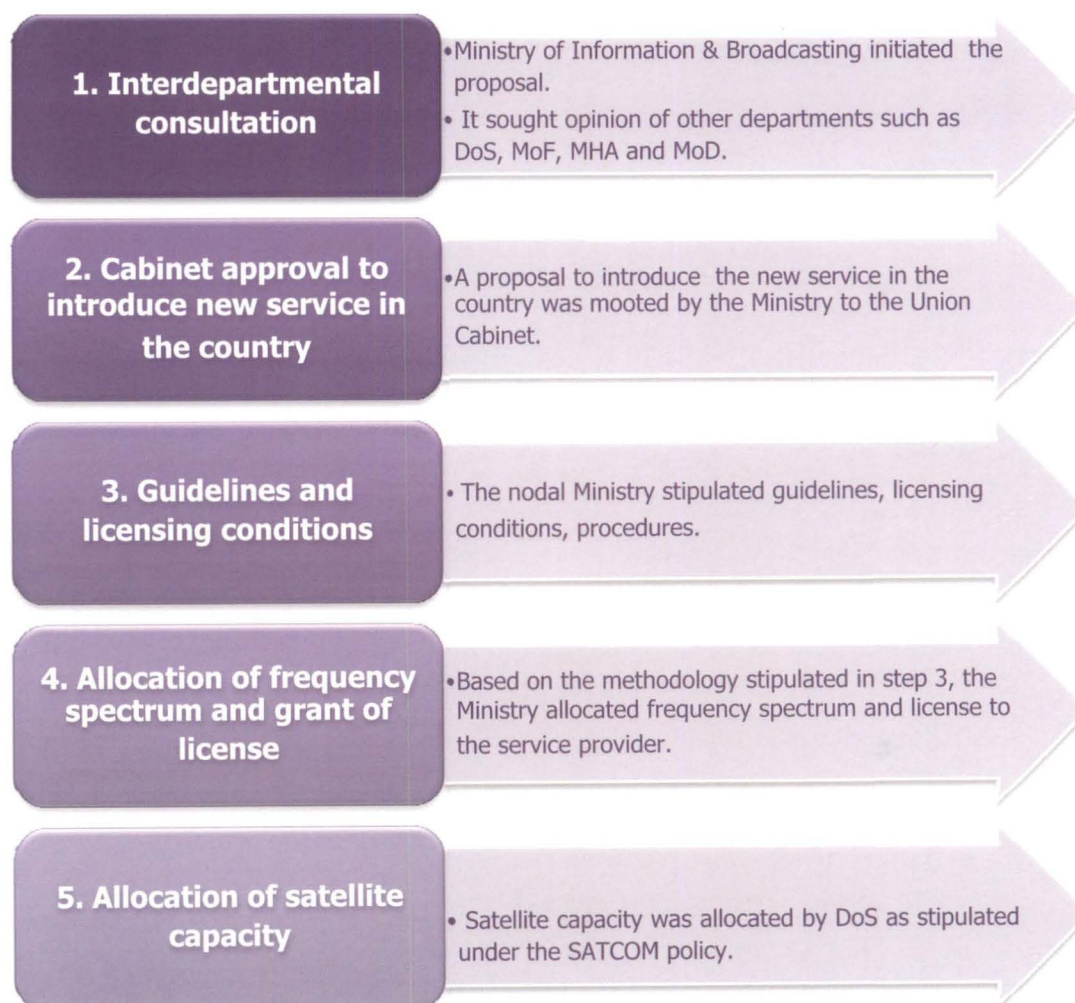 1. Interdepartmental
consultation
•Ministry of Information & Broadcasting initiated the
proposal.
• It sought opinion of other departments such as
DoS, MoF, MHA and MoD.
2. Cabinet approval to
introduce new service in
the country
•A proposal to introduce the new service in the
country was mooted by the Ministry to the Union
Cabinet.
3. Guidelines and
licensing conditions
• The nodal Ministry stipulated guidelines, licensing
conditions, procedures.
4. Allocation of frequency
spectrum and grant of
license
•Based on the methodology stipulated in step 3, the
Ministry allocated frequency spectrum and license to
the service provider.
5. Allocation of satellite
capacity
• Satellite capacity was allocated by DoS as stipulated
under the SATCOM policy.